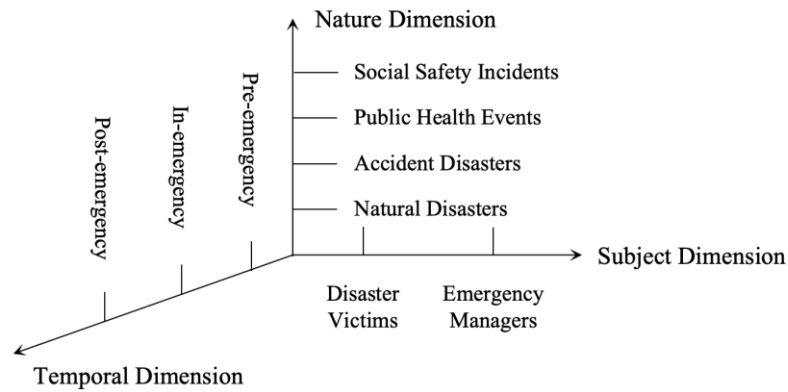 Nature Dimension
Social Safety Incidents
Public Health Events
Accident Disasters
Natural Disasters
Pre-emergency
In-emergency
Post-emergency
Subject Dimension
Disaster
Victims
Emergency
Managers
Temporal Dimension